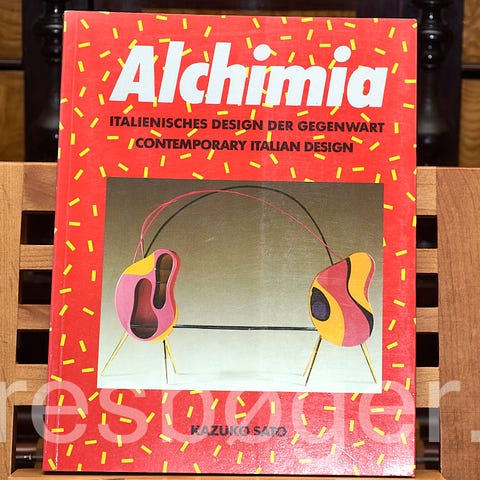 Alchimia
ITALIENISCHES DESIGN DER GEGENWART
CONTEMPORARY ITALIAN DESIGN
KAZUKO SATO